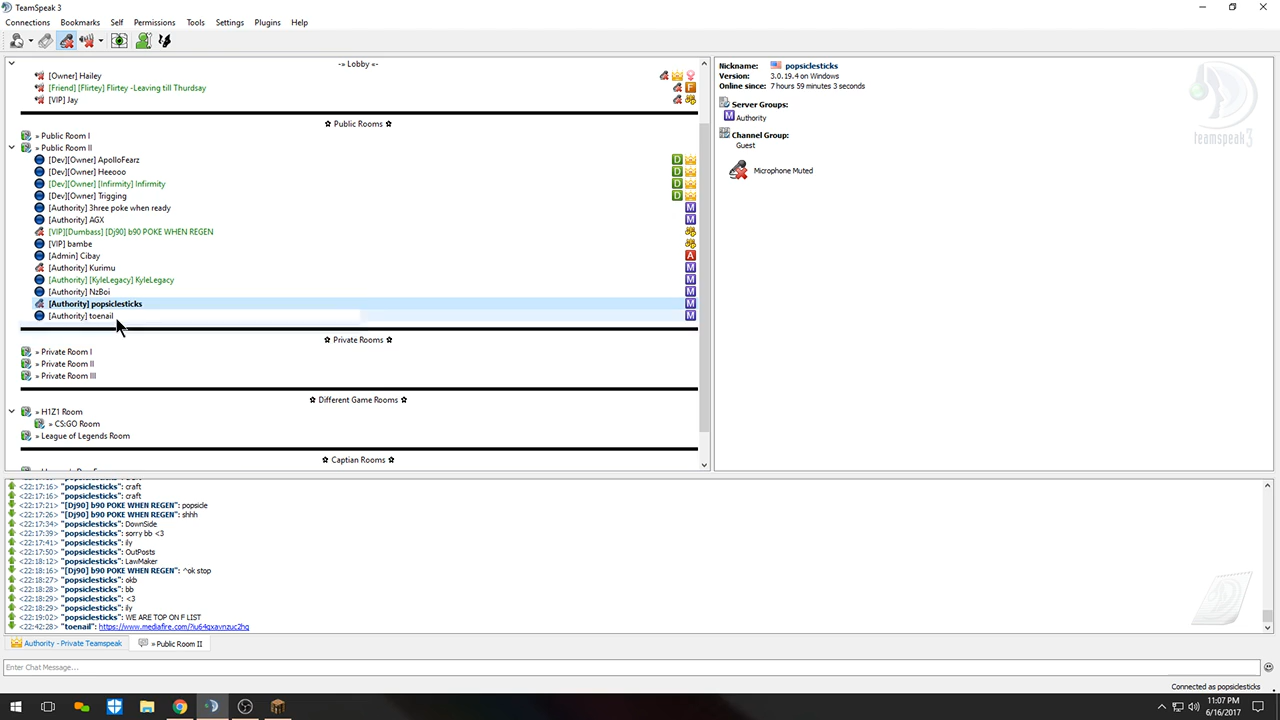 TeamSpeak 3
Connections Bookmarks Self Permissions Tools Settings Plugins Help
-» Lobby «-
[Owner] Hailey
[Friend] [Flirtey] Flirtey -Leaving till Thurdsay
F
[VIP] Jay
✿ Public Rooms ✿
» Public Room I
» Public Room II
[Dev][Owner] ApolloFearz
D
[Dev][Owner] Heeooo
D
[Dev][Owner] [Infirmity] Infirmity
D
[Dev][Owner] Trigging
D
[Authority] 3hree poke when ready
M
[Authority] AGX
M
[VIP][Dumbass] [Dj90] b90 POKE WHEN REGEN
[VIP] bambe
[Admin] Cibay
A
[Authority] Kurimu
M
[Authority] [KyleLegacy] KyleLegacy
M
[Authority] NzBoi
M
[Authority] popsiclesticks
M
[Authority] toenail
M
✿ Private Rooms ✿
» Private Room I
» Private Room II
» Private Room III
✿ Different Game Rooms ✿
» H1Z1 Room
» CS:GO Room
» League of Legends Room
✿ Captian Rooms ✿
Nickname: popsiclesticks
Version: 3.0.19.4 on Windows
Online since: 7 hours 59 minutes 3 seconds
Server Groups:
M Authority
Channel Group:
Guest
Microphone Muted
teamspeak3
<22:17:16> "popsiclesticks": craft
<22:17:16> "popsiclesticks": craft
<22:17:21> "[Dj90] b90 POKE WHEN REGEN": popsicle
<22:17:26> "[Dj90] b90 POKE WHEN REGEN": shhh
<22:17:34> "popsiclesticks": DownSide
<22:17:39> "popsiclesticks": sorry bb <3
<22:17:41> "popsiclesticks": ily
<22:17:50> "popsiclesticks": OutPosts
<22:18:12> "popsiclesticks": LawMaker
<22:18:16> "[Dj90] b90 POKE WHEN REGEN": ^ok stop
<22:18:27> "popsiclesticks": okb
<22:18:28> "popsiclesticks": bb
<22:18:29> "popsiclesticks": <3
<22:18:29> "popsiclesticks": ily
<22:19:02> "popsiclesticks": WE ARE TOP ON F LIST
<22:42:28> "toenail": https://www.mediafire.com/?iu64qxavnzuc2hq
Authority - Private Teamspeak
» Public Room II
Enter Chat Message...
Connected as popsiclesticks
11:07 PM
6/16/2017